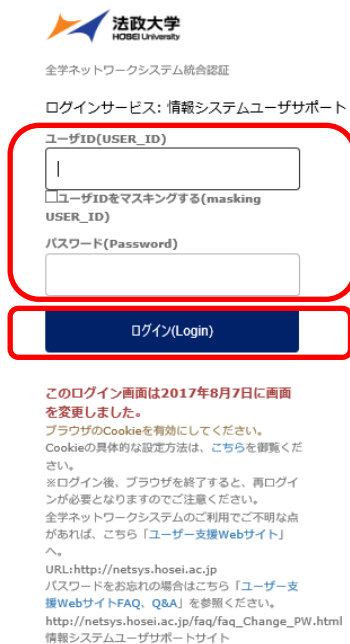 法政大学
HOSEI University
全学ネットワークシステム統合認証
ログインサービス: 情報システムユーザサポート
ユーザID(USER_ID)
ユーザIDをマスキングする(masking
USER_ID)
パスワード(Password)
ログイン(Login)
このログイン画面は2017年8月7日に画面
を変更しました。
ブラウザのCookieを有効にしてください。
Cookieの具体的な設定方法は、こちらを御覧くだ
さい。
※ログイン後、ブラウザを終了すると、再ログイ
ンが必要となりますのでご注意ください。
全学ネットワークシステムのご利用でご不明な点
があれば、こちら「ユーザー支援Webサイト」
へ。
URL:http://netsys.hosei.ac.jp
パスワードをお忘れの場合はこちら「ユーザー支
援WebサイトFAQ、Q&A」を参照ください。
http://netsys.hosei.ac.jp/faq/faq_Change_PW.html
情報システムユーザサポートサイト